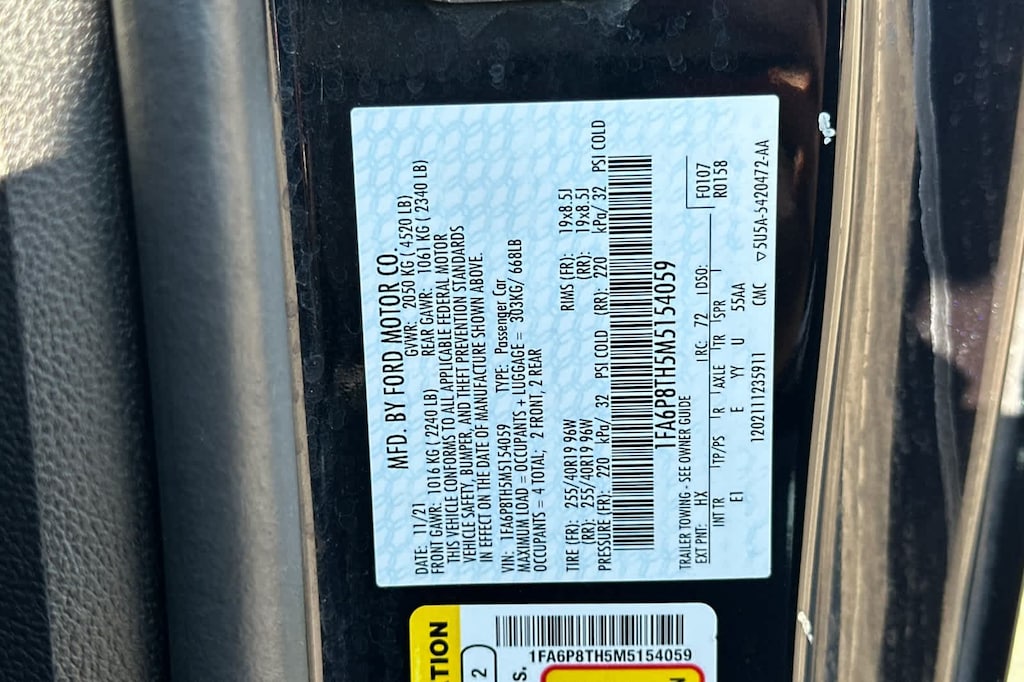 MFD. BY FORD MOTOR CO.
DATE: 11/21 GVWR: 2050 KG ( 4520 LB)
FRONT GAWR: 1016 KG ( 2240 LB) REAR GAWR: 1061 KG ( 2340 LB)
THIS VEHICLE CONFORMS TO ALL APPLICABLE FEDERAL MOTOR
VEHICLE SAFETY, BUMPER, AND THEFT PREVENTION STANDARDS
IN EFFECT ON THE DATE OF MANUFACTURE SHOWN ABOVE.
VIN: 1FA6P8TH5M5154059 TYPE: Passenger Car
MAXIMUM LOAD = OCCUPANTS + LUGGAGE = 303KG/ 668LB
OCCUPANTS = 4 TOTAL; 2 FRONT, 2 REAR
TIRE (FR): 255/40R19 96W RIMS (FR): 19x8.5J
(RR): 255/40R19 96W (RR): 19x8.5J
PRESSURE (FR): 220 kPa/ 32 PSI COLD (RR): 220 kPa/ 32 PSI COLD
1FA6P8TH5M5154059
TRAILER TOWING - SEE OWNER GUIDE
EXT PNT: HX RC: 72 DSO: F0107
INT TR TP/PS R AXLE TR SPR R0158
EI E YY U 55AA
12021111235911 CMC ▽5U5A-5420472-AA
1FA6P8TH5M5154059
2
S.